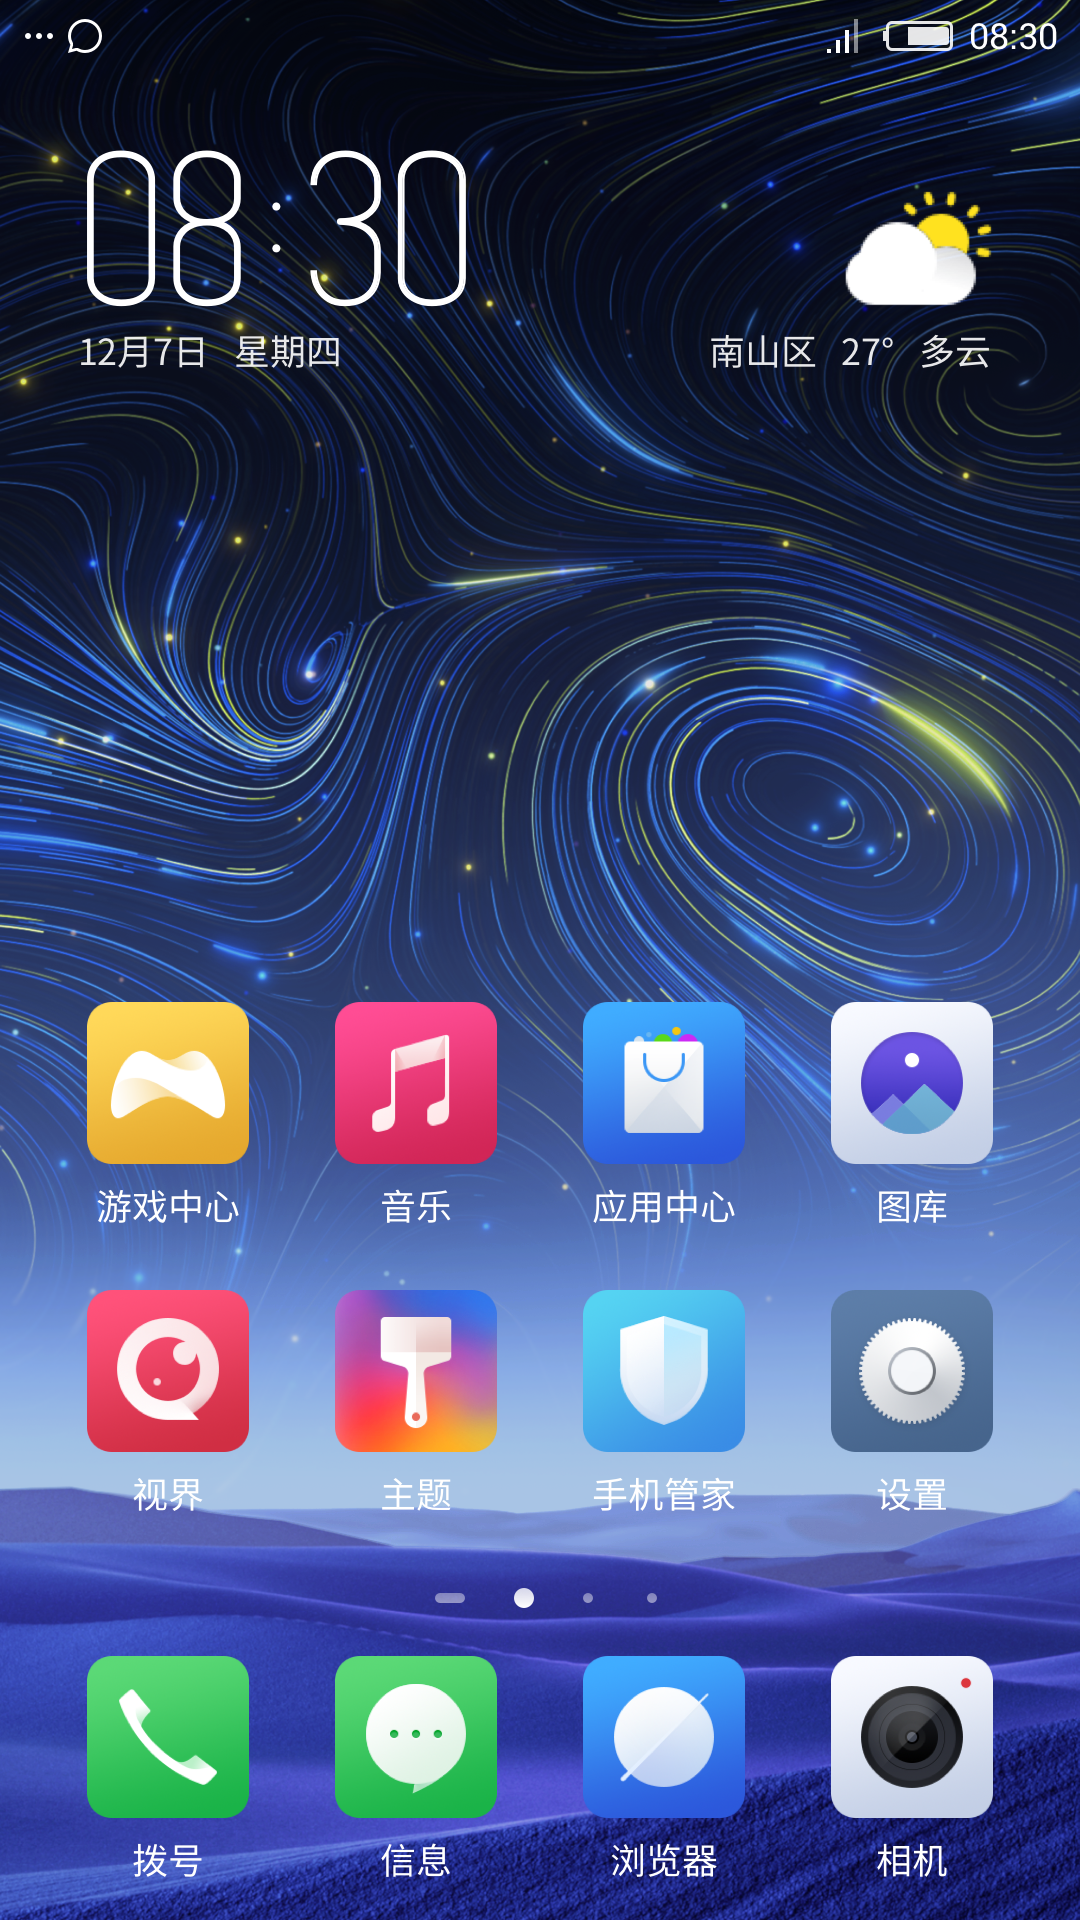 08:30
08:30
12月7日 星期四
南山区 27° 多云
游戏中心 音乐 应用中心 图库
视界 主题 手机管家 设置
拨号 信息 浏览器 相机